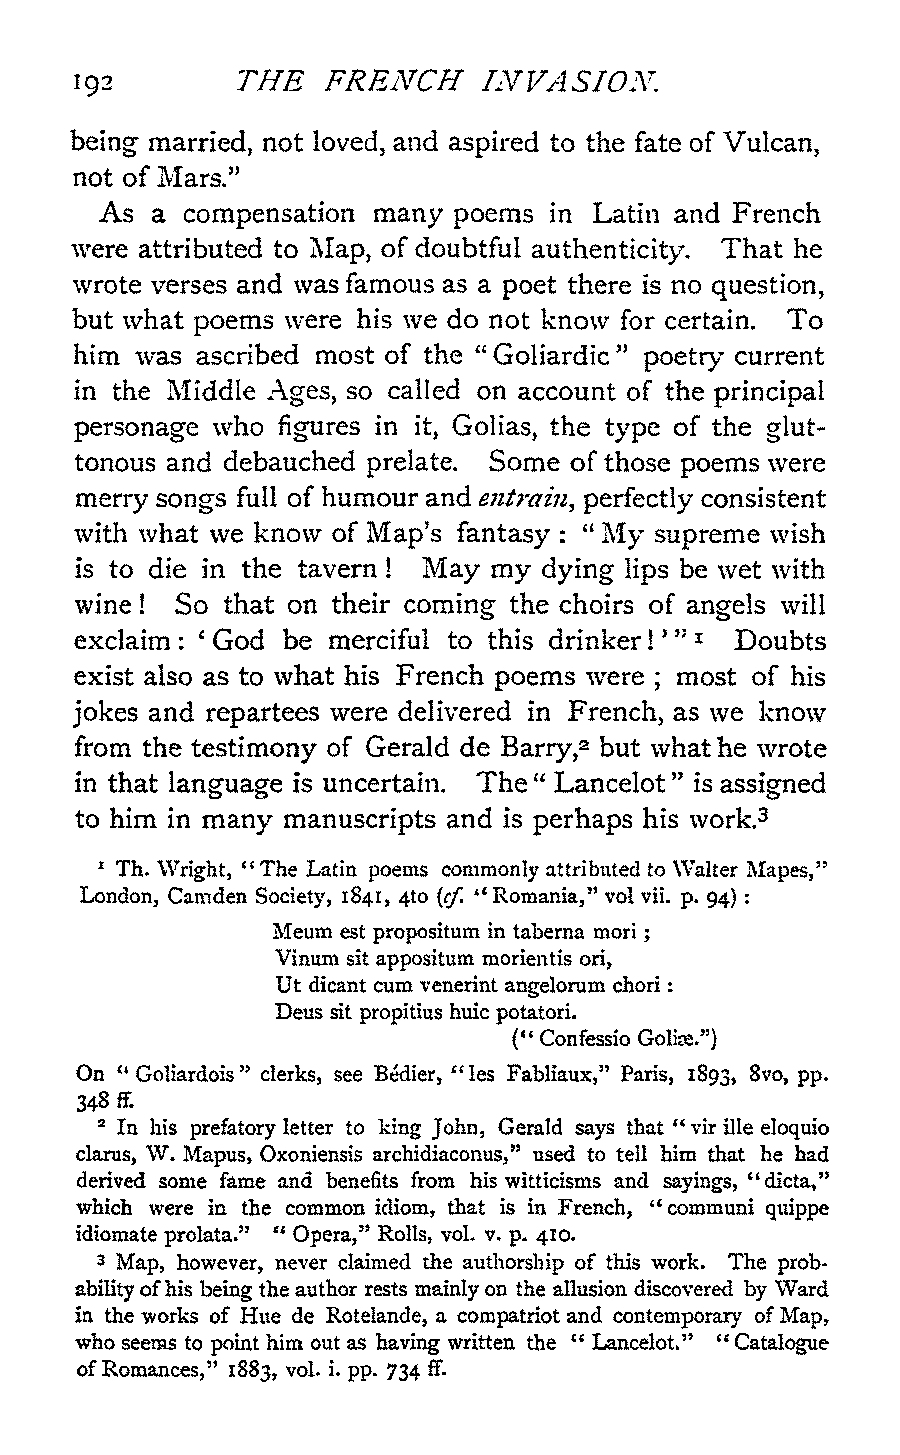 192 THE FRENCH INVASION.
being married, not loved, and aspired to the fate of Vulcan,
not of Mars.”
As a compensation many poems in Latin and French
were attributed to Map, of doubtful authenticity. That he
wrote verses and was famous as a poet there is no question,
but what poems were his we do not know for certain. To
him was ascribed most of the “Goliardic” poetry current
in the Middle Ages, so called on account of the principal
personage who figures in it, Golias, the type of the glut-
tonous and debauched prelate. Some of those poems were
merry songs full of humour and entrain, perfectly consistent
with what we know of Map’s fantasy : “My supreme wish
is to die in the tavern ! May my dying lips be wet with
wine ! So that on their coming the choirs of angels will
exclaim : ‘God be merciful to this drinker!’”¹ Doubts
exist also as to what his French poems were ; most of his
jokes and repartees were delivered in French, as we know
from the testimony of Gerald de Barry,² but what he wrote
in that language is uncertain. The “Lancelot” is assigned
to him in many manuscripts and is perhaps his work.³
¹ Th. Wright, “The Latin poems commonly attributed to Walter Mapes,”
London, Camden Society, 1841, 4to (cf. “Romania,” vol vii. p. 94) :
Meum est propositum in taberna mori ;
Vinum sit appositum morientis ori,
Ut dicant cum venerint angelorum chori :
Deus sit propitius huic potatori.
(“Confessio Goliæ.”)
On “Goliardois” clerks, see Bédier, “les Fabliaux,” Paris, 1893, 8vo, pp.
348 ff.
² In his prefatory letter to king John, Gerald says that “vir ille eloquio
clarus, W. Mapus, Oxoniensis archidiaconus,” used to tell him that he had
derived some fame and benefits from his witticisms and sayings, “dicta,”
which were in the common idiom, that is in French, “communi quippe
idiomate prolata.” “Opera,” Rolls, vol. v. p. 410.
³ Map, however, never claimed the authorship of this work. The prob-
ability of his being the author rests mainly on the allusion discovered by Ward
in the works of Hue de Rotelande, a compatriot and contemporary of Map,
who seems to point him out as having written the “Lancelot.” “Catalogue
of Romances,” 1883, vol. i. pp. 734 ff.